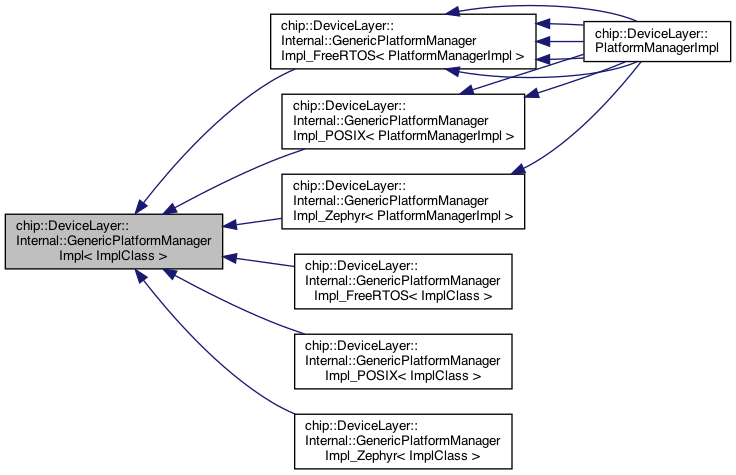 chip::DeviceLayer::
Internal::GenericPlatformManager
Impl_FreeRTOS< PlatformManagerImpl >
chip::DeviceLayer::
PlatformManagerImpl
chip::DeviceLayer::
Internal::GenericPlatformManager
Impl_POSIX< PlatformManagerImpl >
chip::DeviceLayer::
Internal::GenericPlatformManager
Impl_Zephyr< PlatformManagerImpl >
chip::DeviceLayer::
Internal::GenericPlatformManager
Impl< ImplClass >
chip::DeviceLayer::
Internal::GenericPlatformManager
Impl_FreeRTOS< ImplClass >
chip::DeviceLayer::
Internal::GenericPlatformManager
Impl_POSIX< ImplClass >
chip::DeviceLayer::
Internal::GenericPlatformManager
Impl_Zephyr< ImplClass >